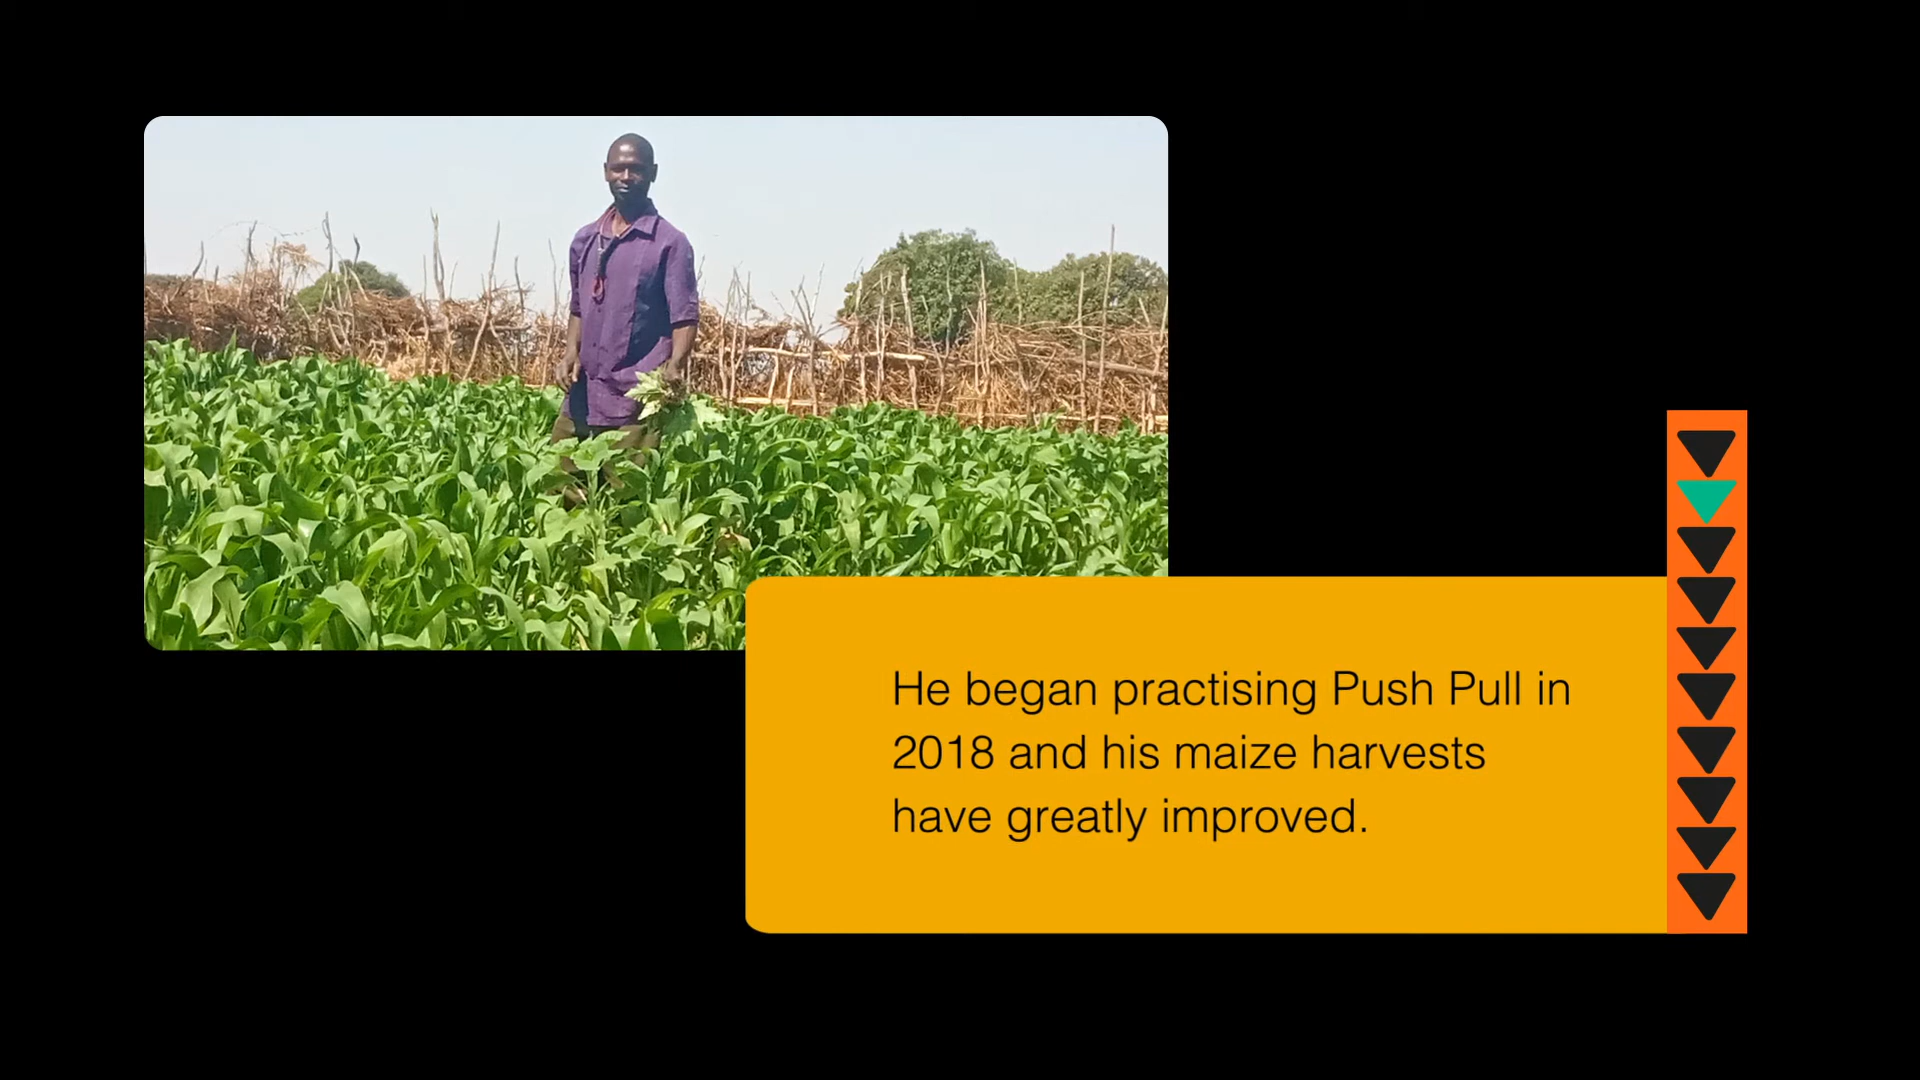 He began practising Push Pull in
2018 and his maize harvests
have greatly improved.